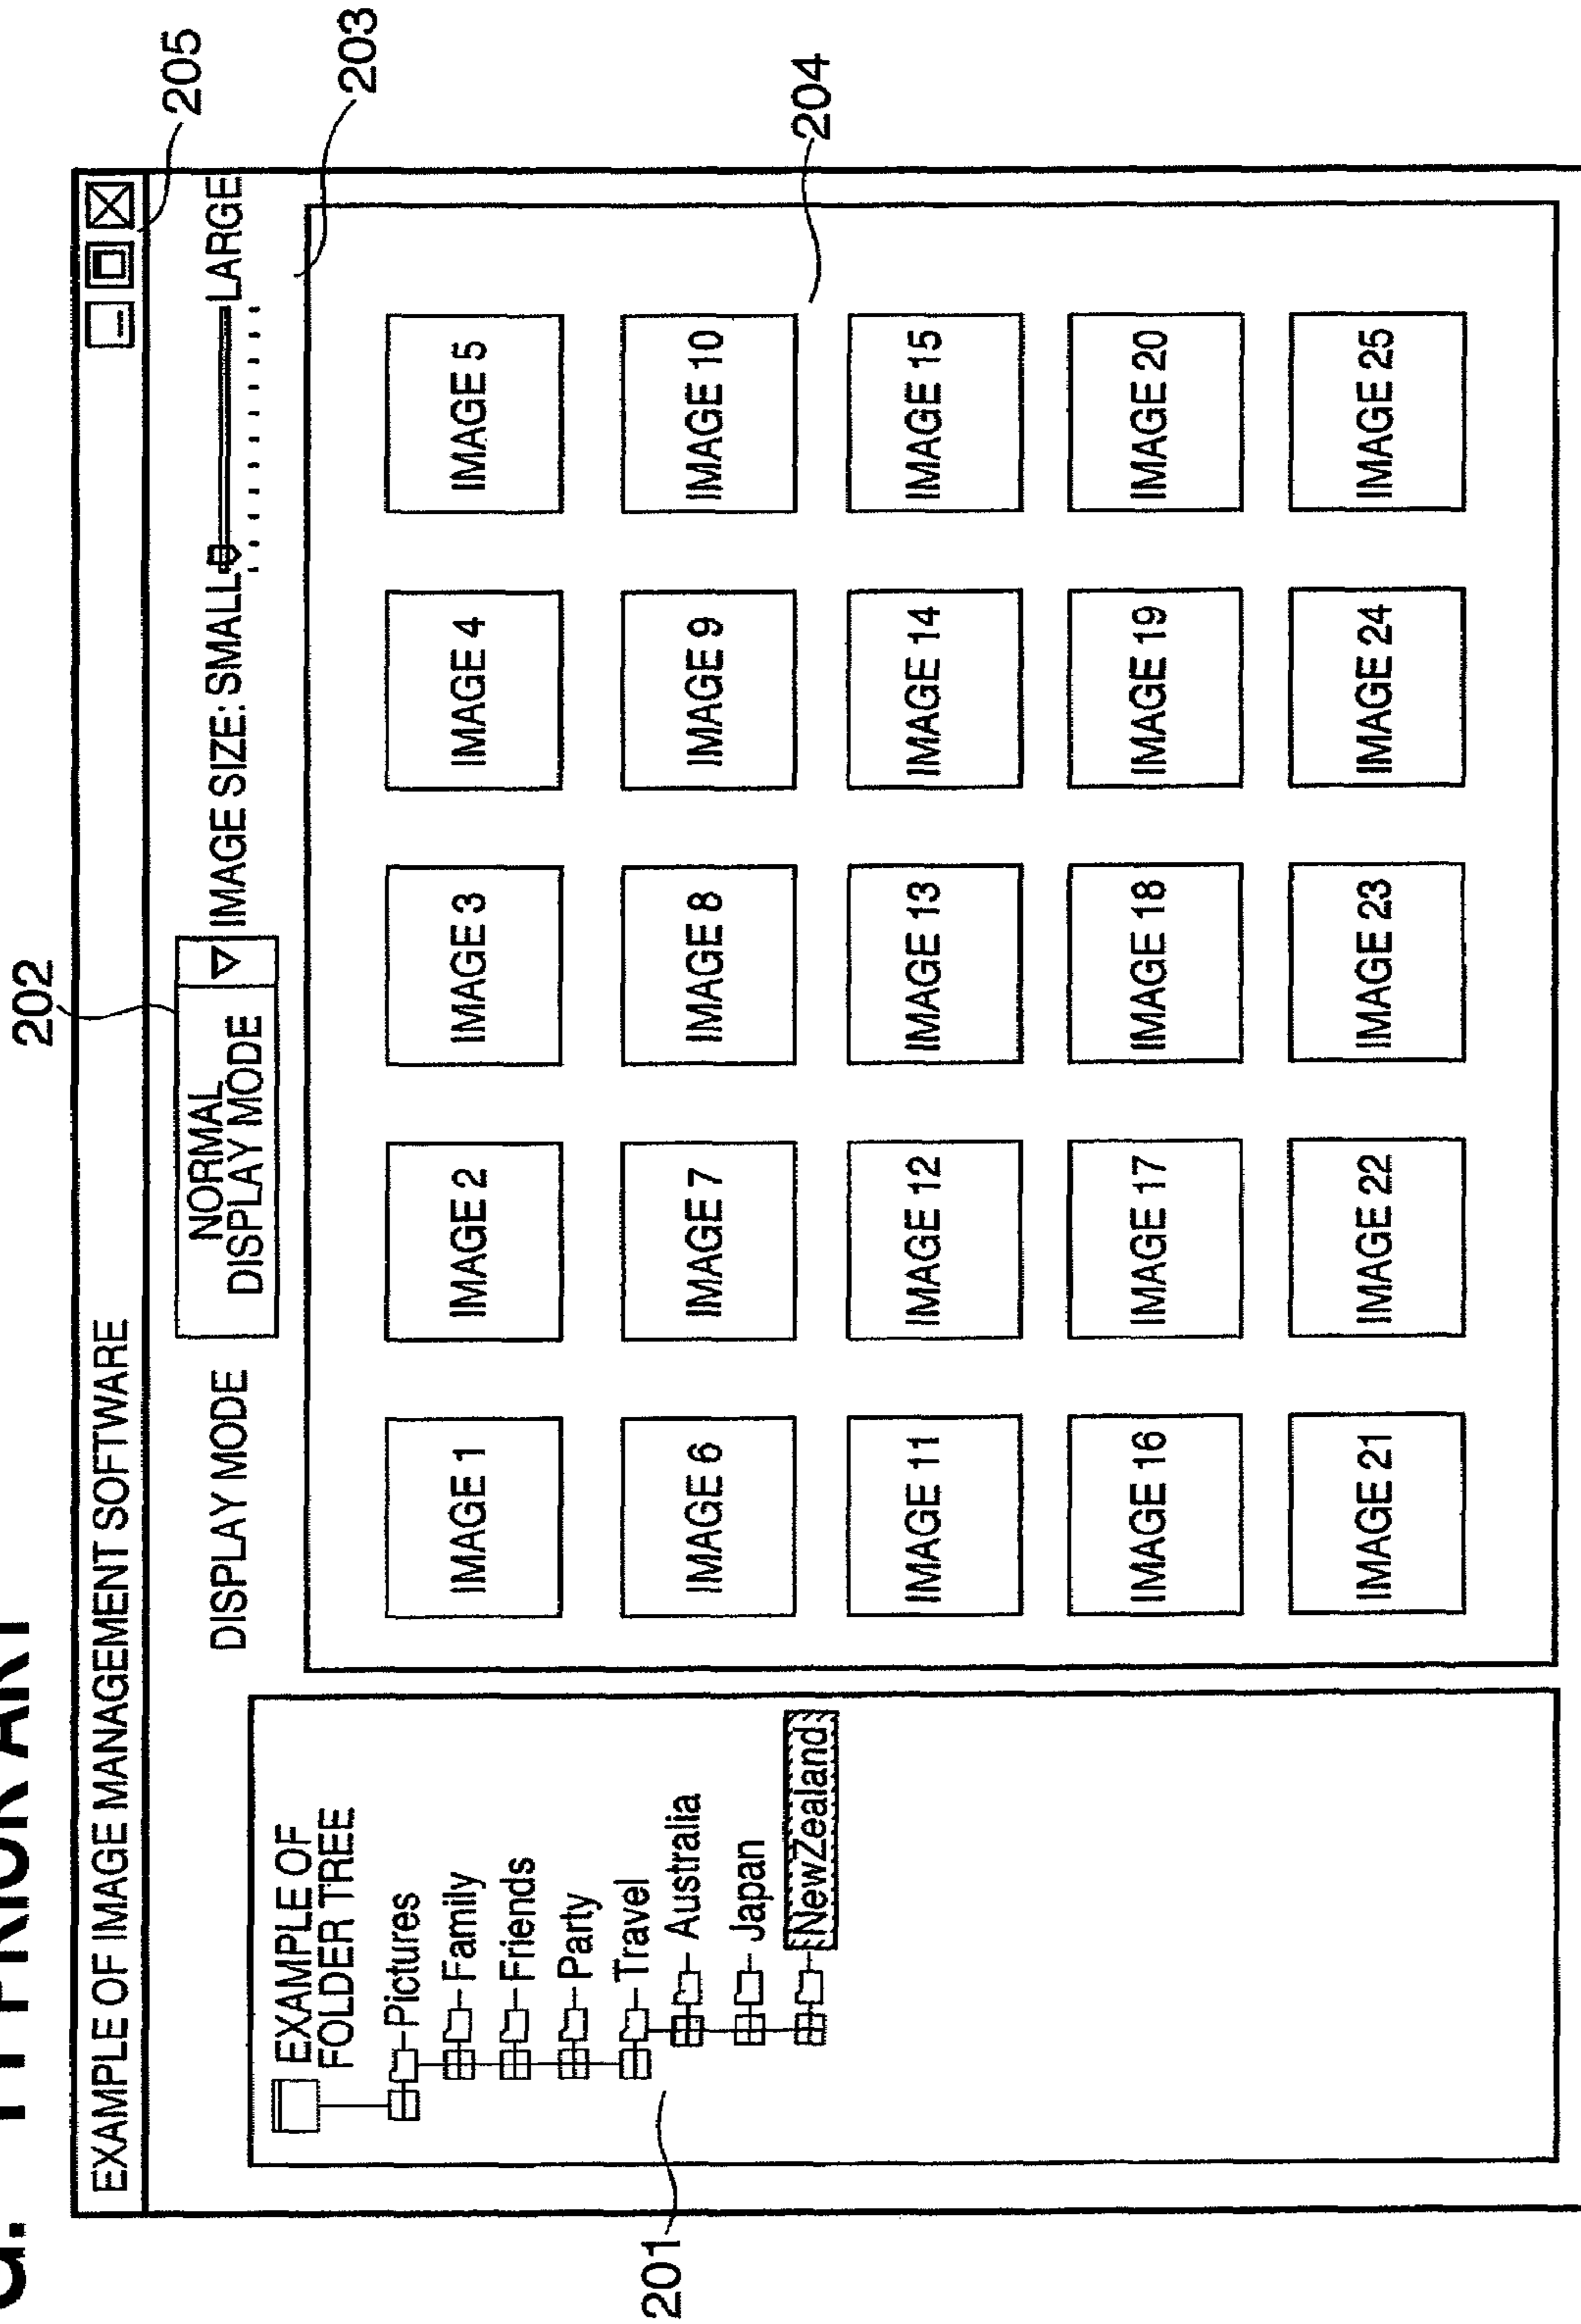 PRIOR ART
202
EXAMPLE OF IMAGE MANAGEMENT SOFTWARE
205
DISPLAY MODE
NORMAL
DISPLAY MODE
IMAGE SIZE: SMALL
LARGE
203
EXAMPLE OF
FOLDER TREE
Pictures
Family
Friends
Party
Travel
Australia
Japan
NewZealand
201
IMAGE 1 IMAGE 2 IMAGE 3 IMAGE 4 IMAGE 5
IMAGE 6 IMAGE 7 IMAGE 8 IMAGE 9 IMAGE 10
204
IMAGE 11 IMAGE 12 IMAGE 13 IMAGE 14 IMAGE 15
IMAGE 16 IMAGE 17 IMAGE 18 IMAGE 19 IMAGE 20
IMAGE 21 IMAGE 22 IMAGE 23 IMAGE 24 IMAGE 25